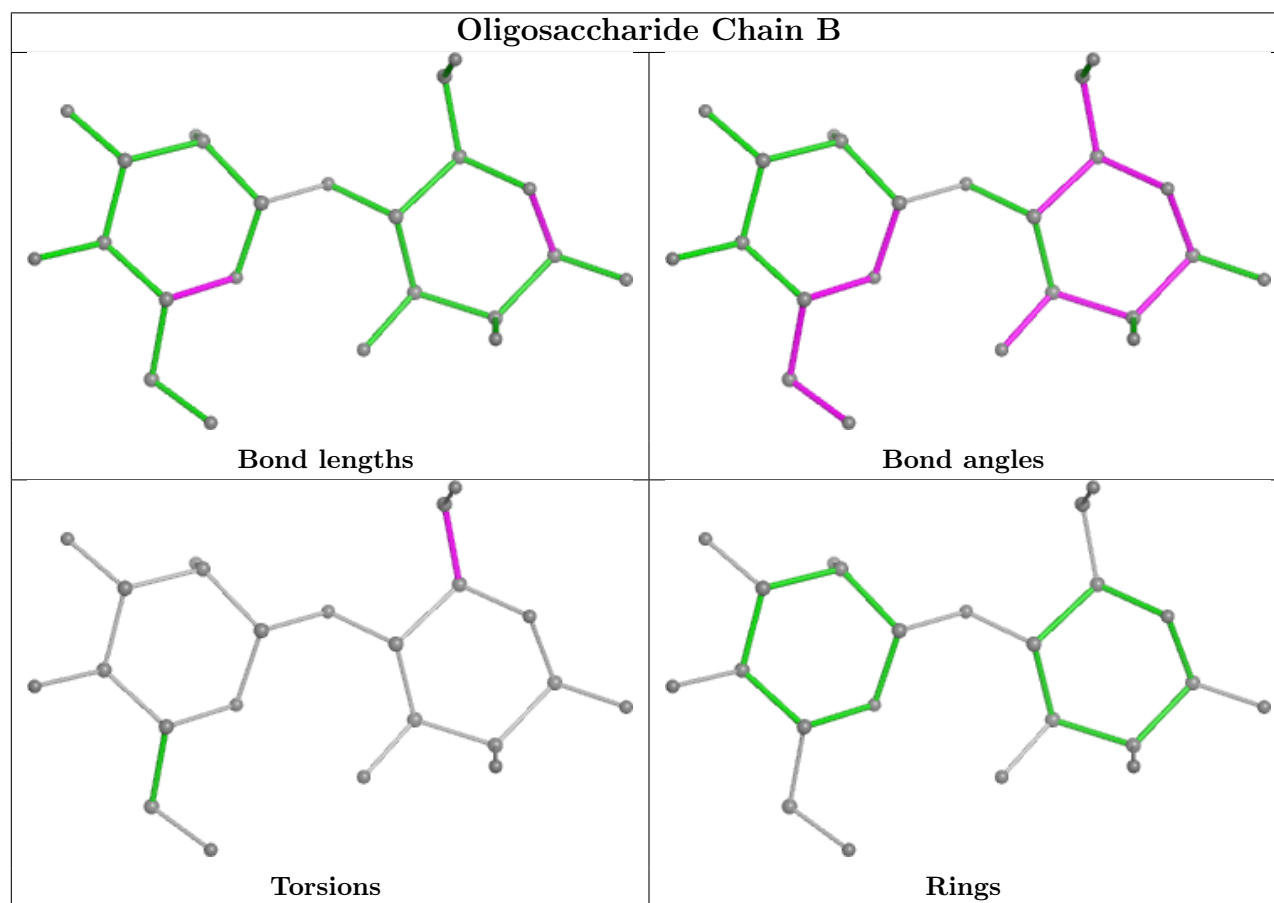 Oligosaccharide Chain B
Bond lengths
Bond angles
Torsions
Rings